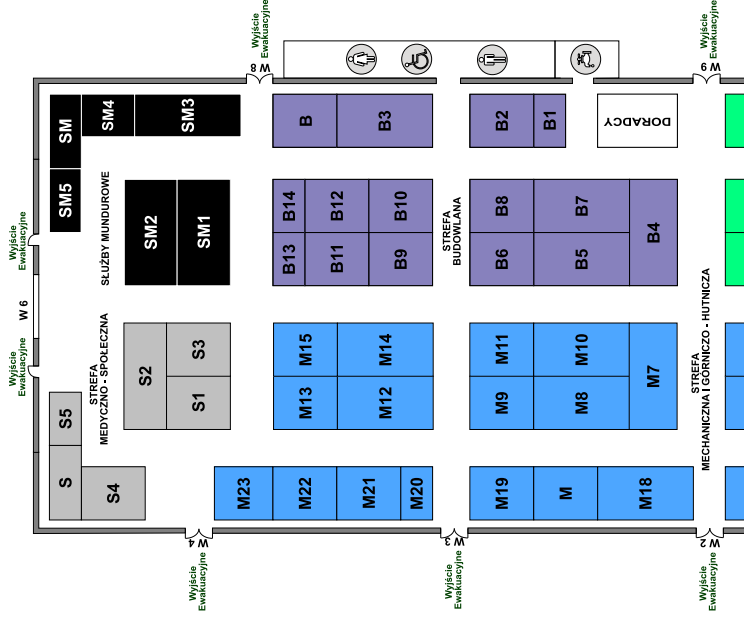 Wyjście
Ewakuacyjne
W 8
Wyjście
Ewakuacyjne
W 9
SM
SM4
SM3
B
B3
B2
B1
DORADCY
SM5
SŁUŻBY MUNDUROWE
SM2
SM1
B14
B12
B10
B13
B11
B9
STREFA
BUDOWLANA
B8
B7
B6
B5
B4
Wyjście
Ewakuacyjne
W 6
Wyjście
Ewakuacyjne
STREFA
MEDYCZNO - SPOŁECZNA
S2
S3
S1
M15
M14
M13
M12
M11
M10
M9
M8
M7
STREFA
MECHANICZNA I GÓRNICZO - HUTNICZA
S5
S
S4
M23
M22
M21
M20
M19
M
M18
W 4
Wyjście
Ewakuacyjne
W 3
Wyjście
Ewakuacyjne
W 2
Wyjście
Ewakuacyjne